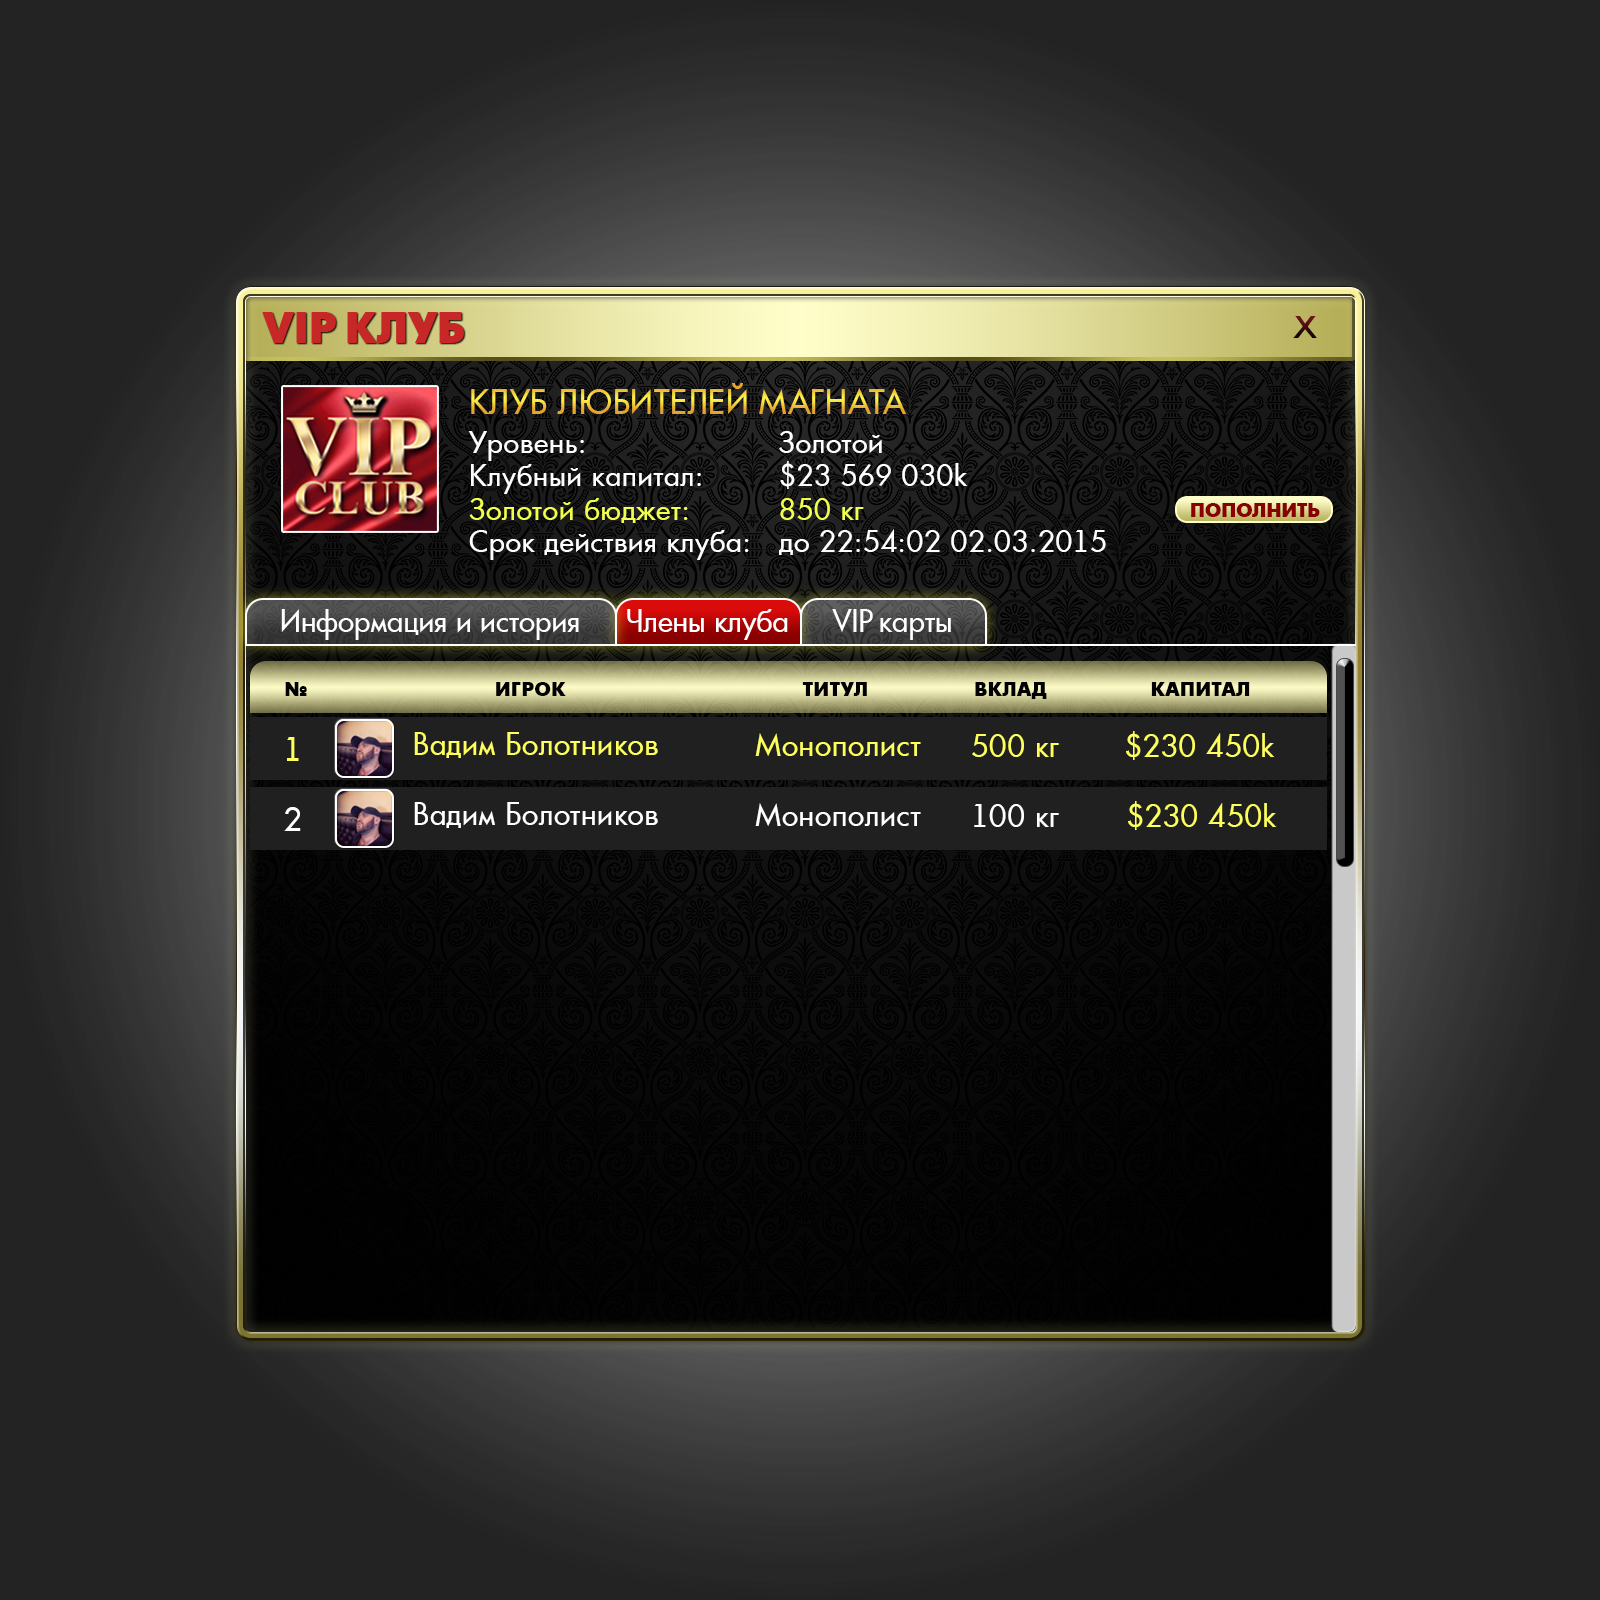 VIP КЛУБ X
VIP
CLUB
КЛУБ ЛЮБИТЕЛЕЙ МАГНАТА
Уровень: Золотой
Клубный капитал: $23 569 030k
Золотой бюджет: 850 кг ПОПОЛНИТЬ
Срок действия клуба: до 22:54:02 02.03.2015
Информация и история Члены клуба VIP карты
№ ИГРОК ТИТУЛ ВКЛАД КАПИТАЛ
1 Вадим Болотников Монополист 500 кг $230 450k
2 Вадим Болотников Монополист 100 кг $230 450k